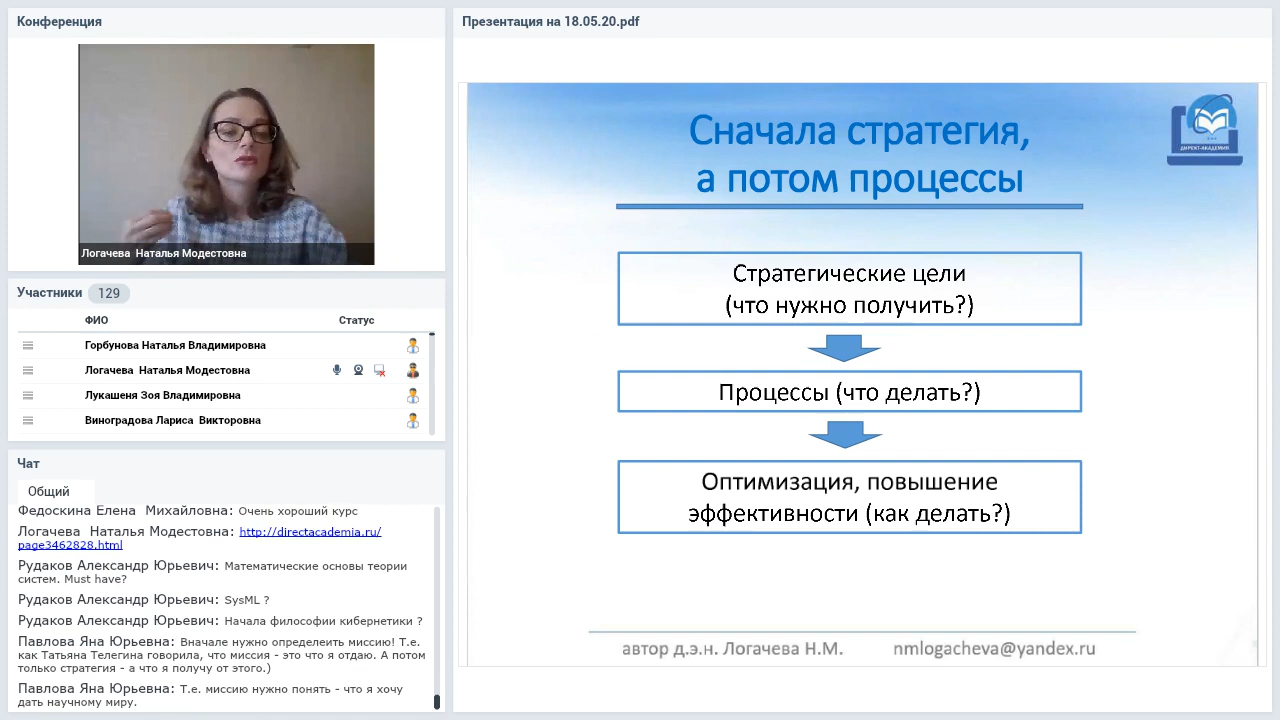 Конференция
Логачева  Наталья Модестовна
Участники 129
ФИО Статус
Горбунова Наталья Владимировна
Логачева  Наталья Модестовна
Лукашеня Зоя Владимировна
Виноградова Лариса  Викторовна
Чат
Общий
Федоскина Елена  Михайловна: Очень хороший курс
Логачева  Наталья Модестовна: http://directacademia.ru/
page3462828.html
Рудаков Александр Юрьевич: Математические основы теории
систем. Must have?
Рудаков Александр Юрьевич: SysML ?
Рудаков Александр Юрьевич: Начала философии кибернетики ?
Павлова Яна Юрьевна: Вначале нужно определеить миссию! Т.е.
как Татьяна Телегина говорила, что миссия - это что я отдаю. А потом
только стратегия - а что я получу от этого.)
Павлова Яна Юрьевна: Т.е. миссию нужно понять - что я хочу
дать научному миру.
Презентация на 18.05.20.pdf
ДИРЕКТ-АКАДЕМИЯ
Сначала стратегия,
а потом процессы
Стратегические цели
(что нужно получить?)
Процессы (что делать?)
Оптимизация, повышение
эффективности (как делать?)
автор д.э.н. Логачева Н.М. nmlogacheva@yandex.ru